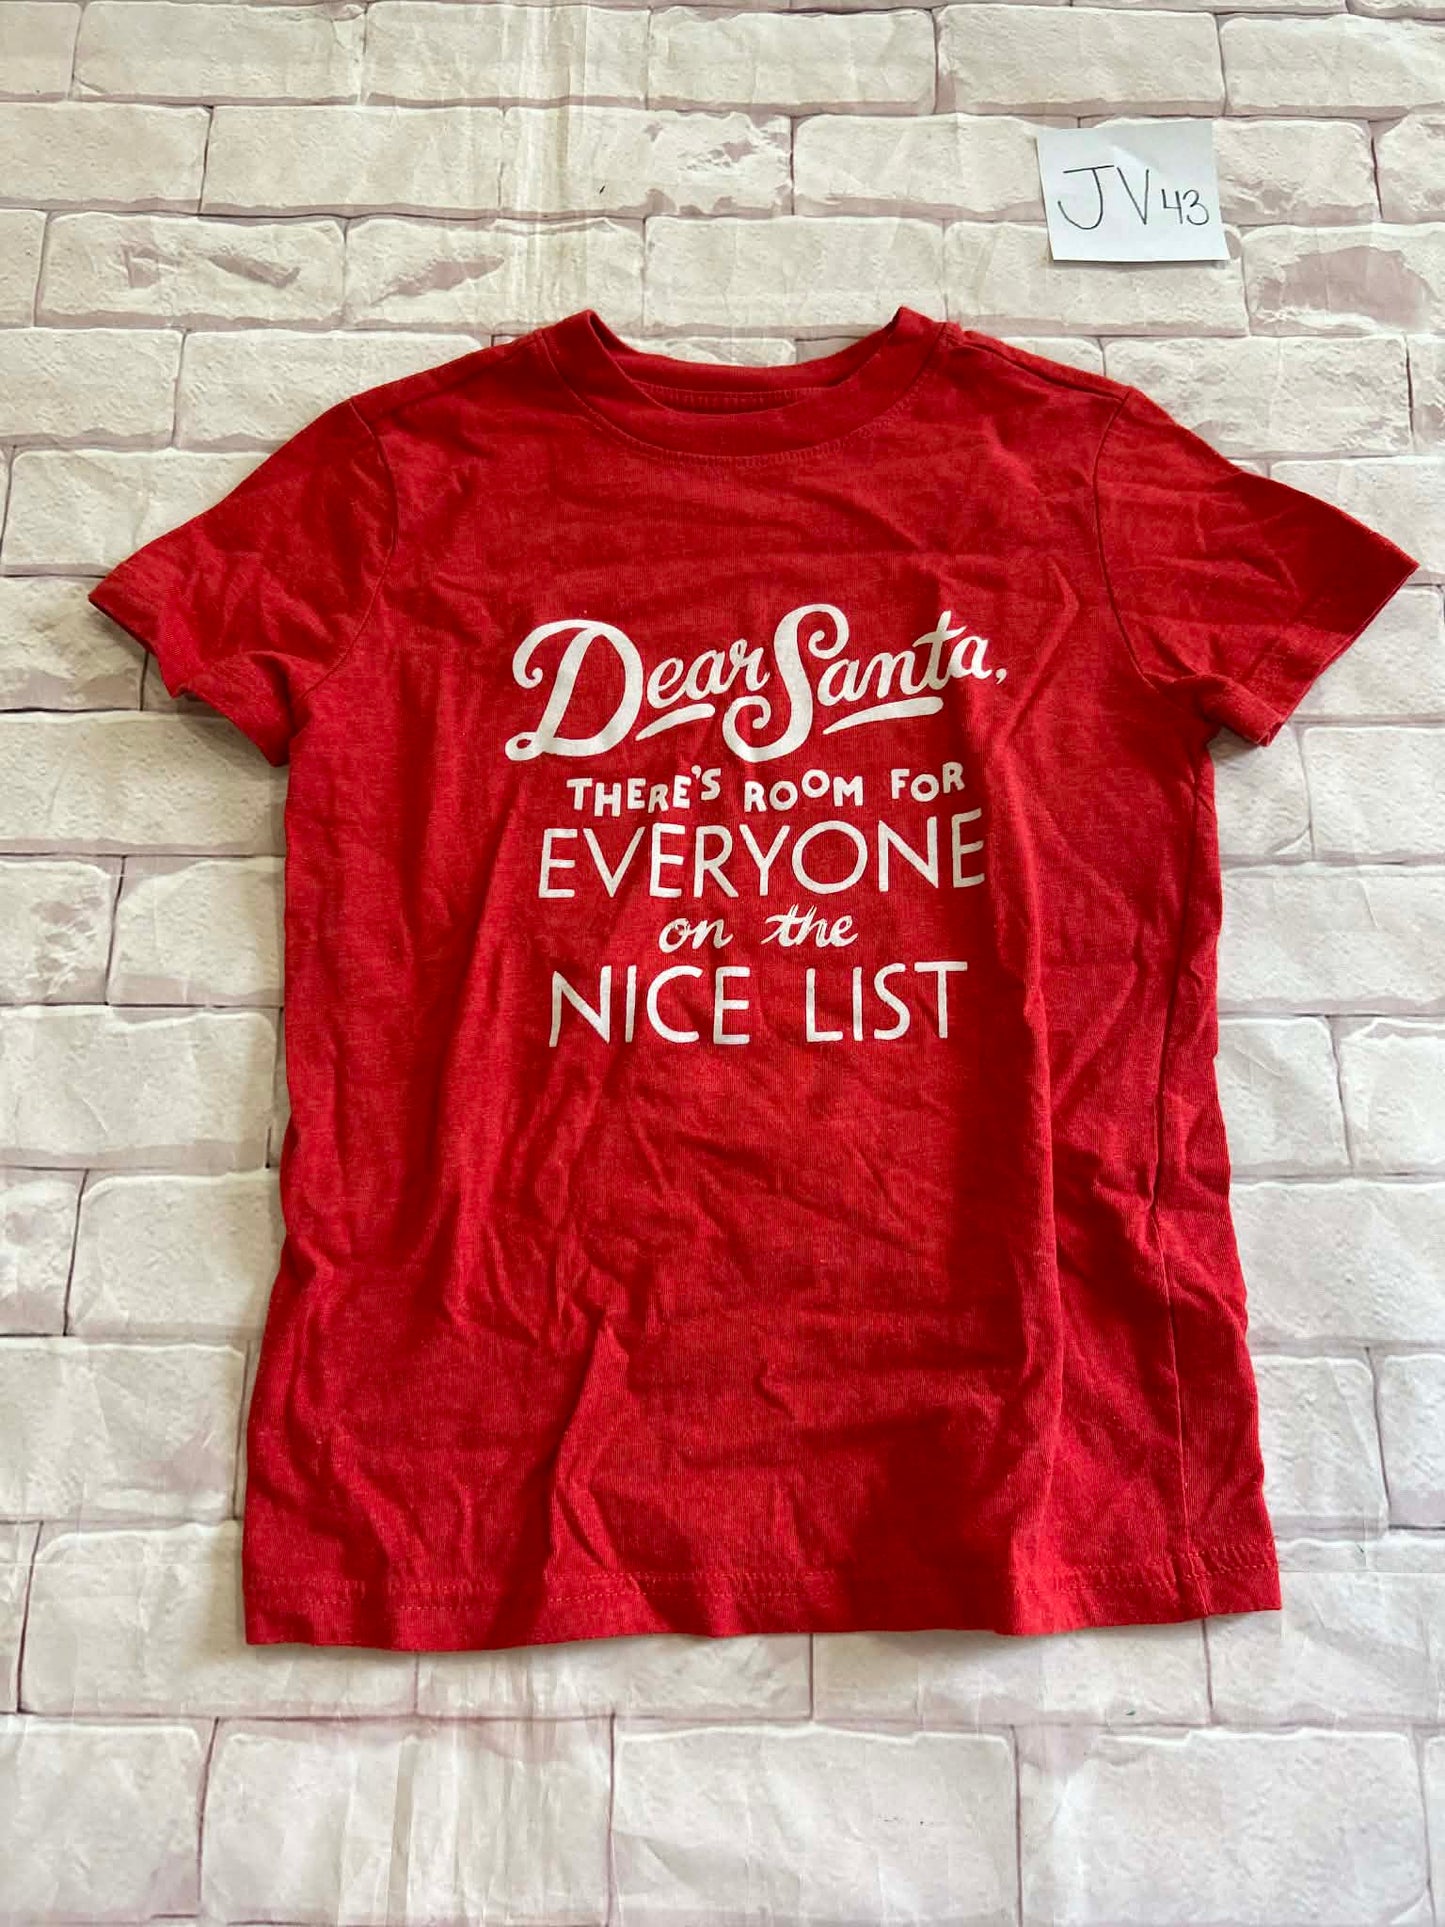 JV43
Dear Santa,
THERE'S ROOM FOR
EVERYONE
on the
NICE LIST